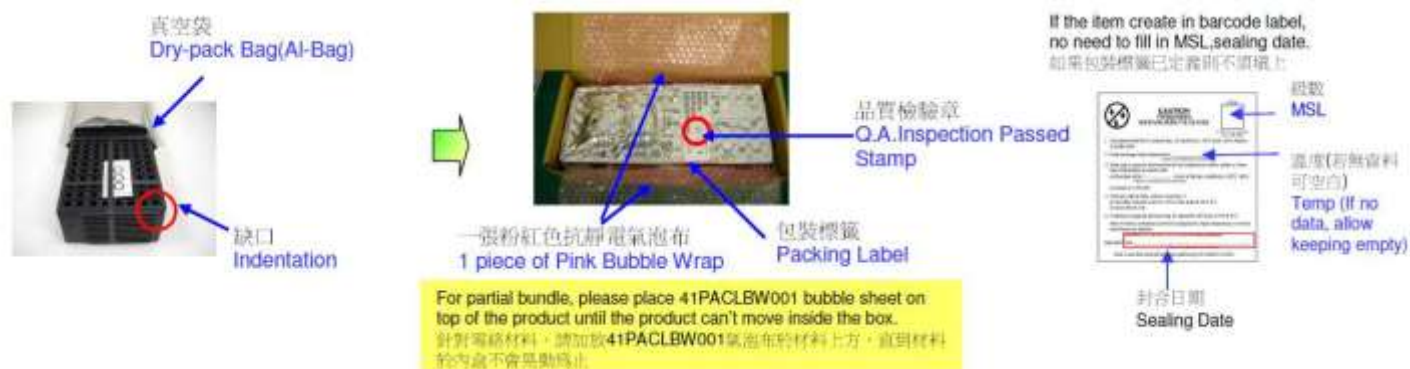 真空袋
Dry-pack Bag(Al-Bag)
缺口
Indentation
品質檢驗章
Q.A.Inspection Passed
Stamp
一張粉紅色抗靜電氣泡布
1 piece of Pink Bubble Wrap
包裝標籤
Packing Label
For partial bundle, please place 41PACLBW001 bubble sheet on
top of the product until the product can't move inside the box.
針對零絡材料，請加放41PACLBW001氣泡布於材料上方，直到材料
於內盒不會晃動為止
If the item create in barcode label,
no need to fill in MSL,sealing date.
如果包裝標籤已定義則不須填上
級數
MSL
CAUTION
溫度(若無資料
可空白)
Temp (If no
data, allow
keeping empty)
封合日期
Sealing Date